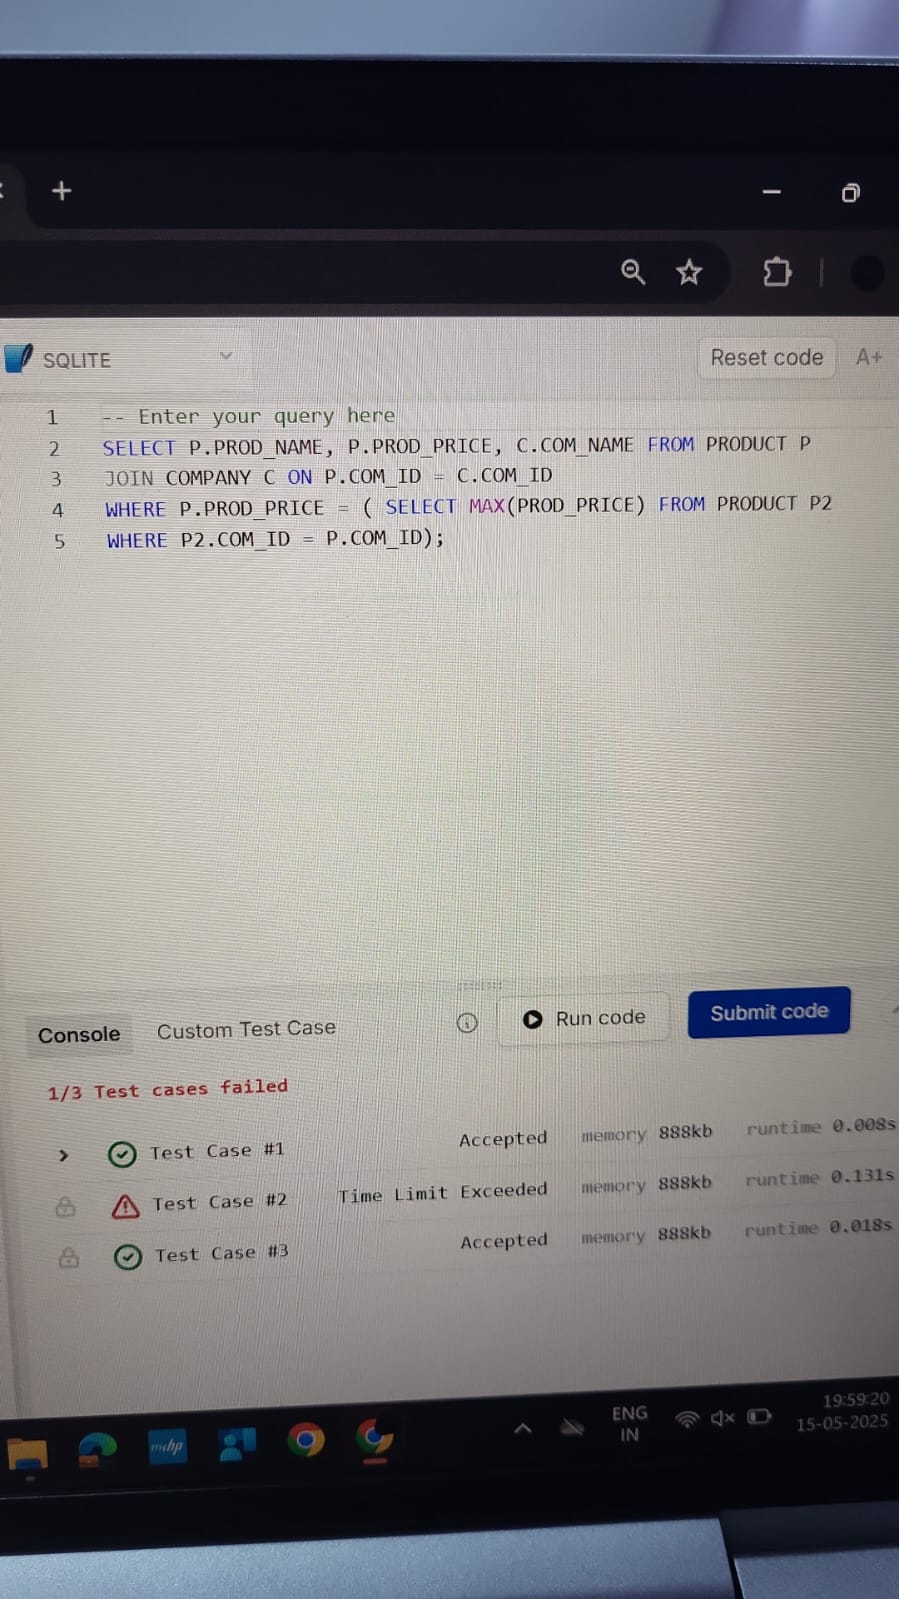 SQLITE
Reset code A+
1 -- Enter your query here
2 SELECT P.PROD_NAME, P.PROD_PRICE, C.COM_NAME FROM PRODUCT P
3 JOIN COMPANY C ON P.COM_ID = C.COM_ID
4 WHERE P.PROD_PRICE = ( SELECT MAX(PROD_PRICE) FROM PRODUCT P2
5 WHERE P2.COM_ID = P.COM_ID);
Console Custom Test Case Run code Submit code
1/3 Test cases failed
Test Case #1 Accepted memory 888kb runtime 0.008s
Test Case #2 Time Limit Exceeded memory 888kb runtime 0.131s
Test Case #3 Accepted memory 888kb runtime 0.018s
myhp
ENG
IN
19:59:20
15-05-2025